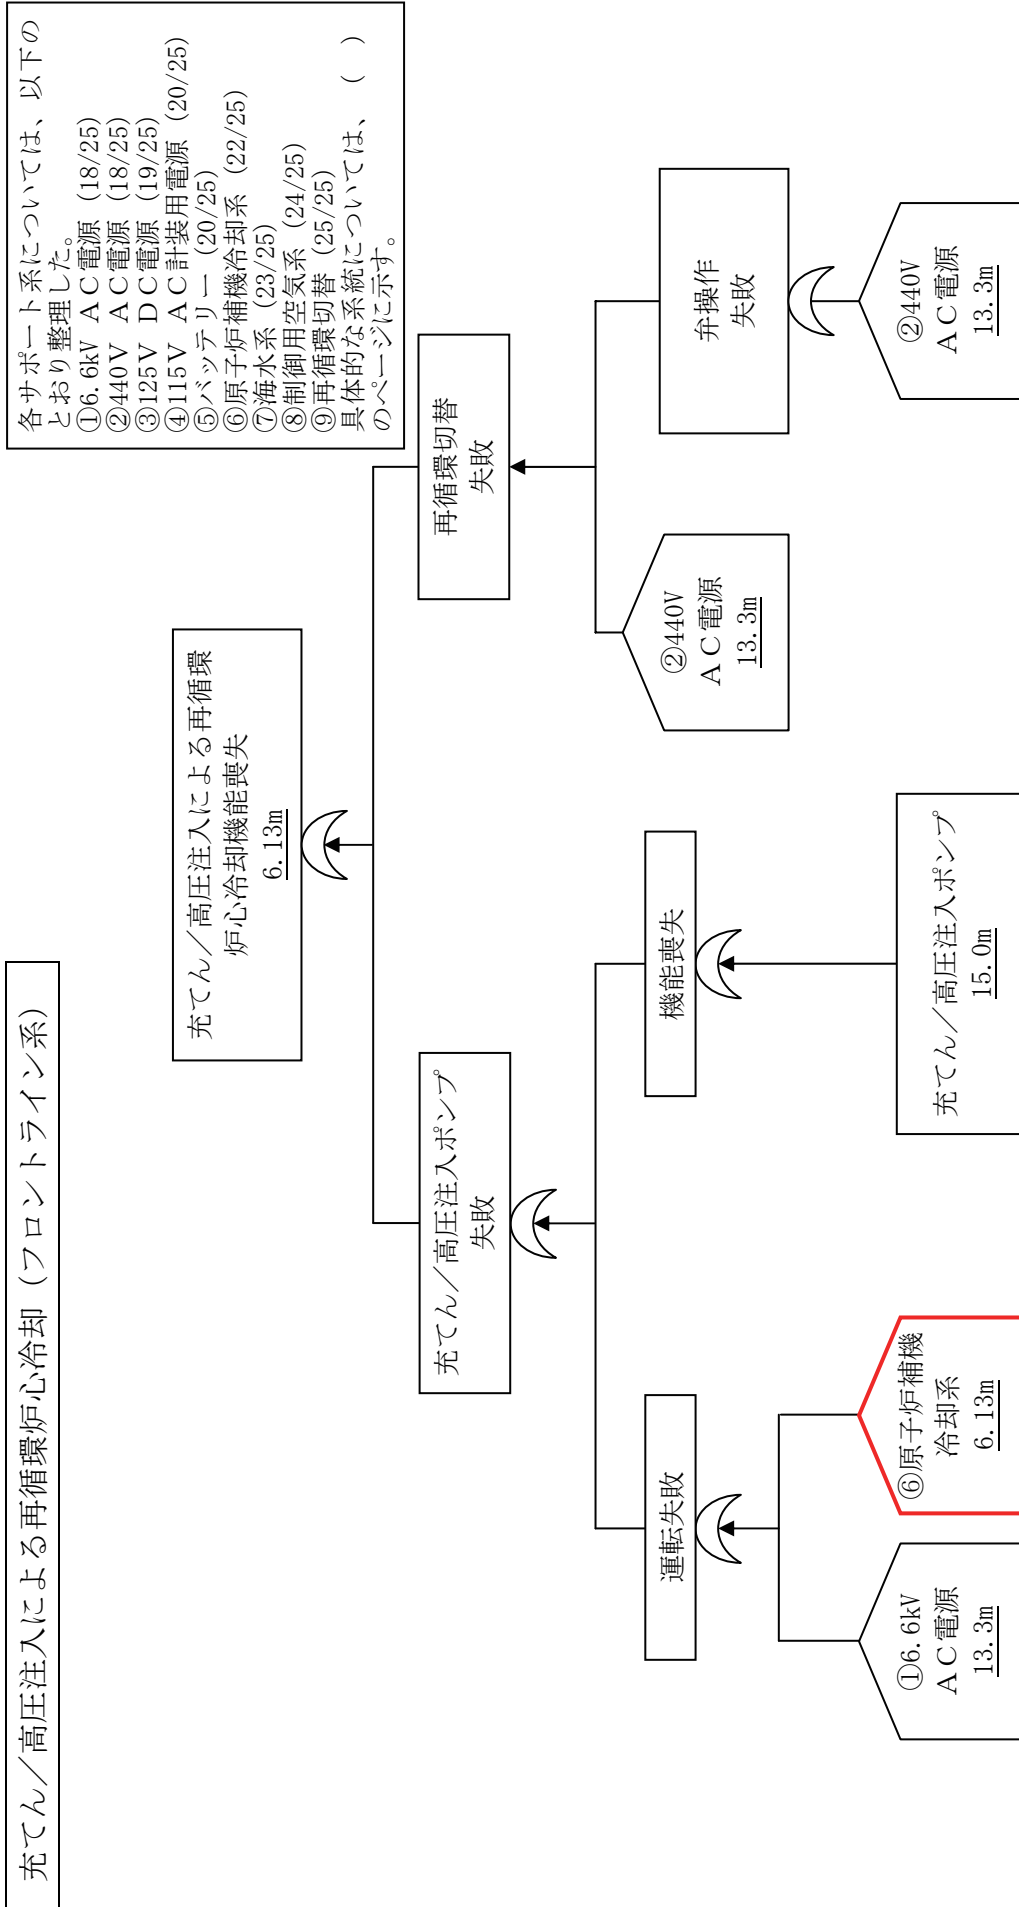 充てん／高圧注入による再循環炉心冷却（フロントライン系）
各サポート系については、以下の
とおり整理した。
①6.6kV AC電源（18/25）
②440V AC電源（18/25）
③125V DC電源（19/25）
④115V AC計装用電源（20/25）
⑤バッテリー（20/25）
⑥原子炉補機冷却系（22/25）
⑦海水系（23/25）
⑧制御用空気系（24/25）
⑨再循環切替（25/25）
具体的な系統については、（ ）
のページに示す。
充てん／高圧注入による再循環
炉心冷却機能喪失
6.13m
充てん／高圧注入ポンプ
失敗
再循環切替
失敗
運転失敗
機能喪失
②440V
AC電源
13.3m
弁操作
失敗
①6.6kV
AC電源
13.3m
⑥原子炉補機
冷却系
6.13m
充てん／高圧注入ポンプ
15.0m
②440V
AC電源
13.3m